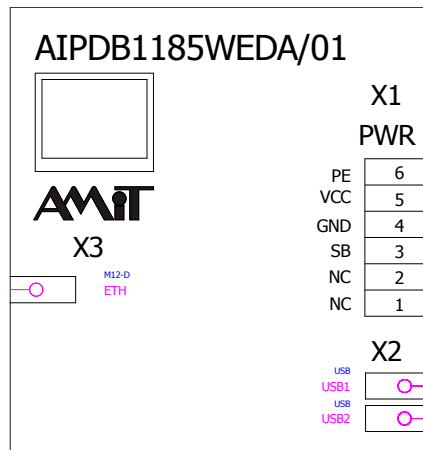 AIPDB1185WEDA/01
AMiT
X1
PWR
PE 6
VCC 5
GND 4
SB 3
NC 2
NC 1
X3
M12-D
ETH
X2
USB
USB1
USB
USB2